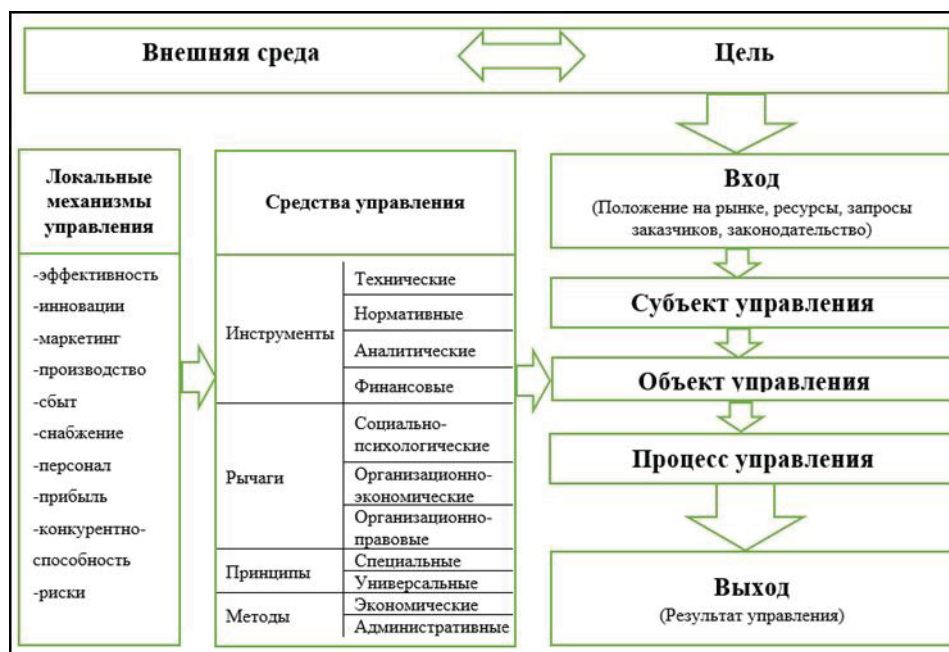 Внешняя среда
Цель
Локальные
механизмы
управления
-эффективность
-инновации
-маркетинг
-производство
-сбыт
-снабжение
-персонал
-прибыль
-конкурентно-
способность
-риски
Средства управления
Инструменты
Технические
Нормативные
Аналитические
Финансовые
Рычаги
Социально-
психологические
Организационно-
экономические
Организационно-
правовые
Принципы
Специальные
Универсальные
Методы
Экономические
Административные
Вход
(Положение на рынке, ресурсы, запросы
заказчиков, законодательство)
Субъект управления
Объект управления
Процесс управления
Выход
(Результат управления)